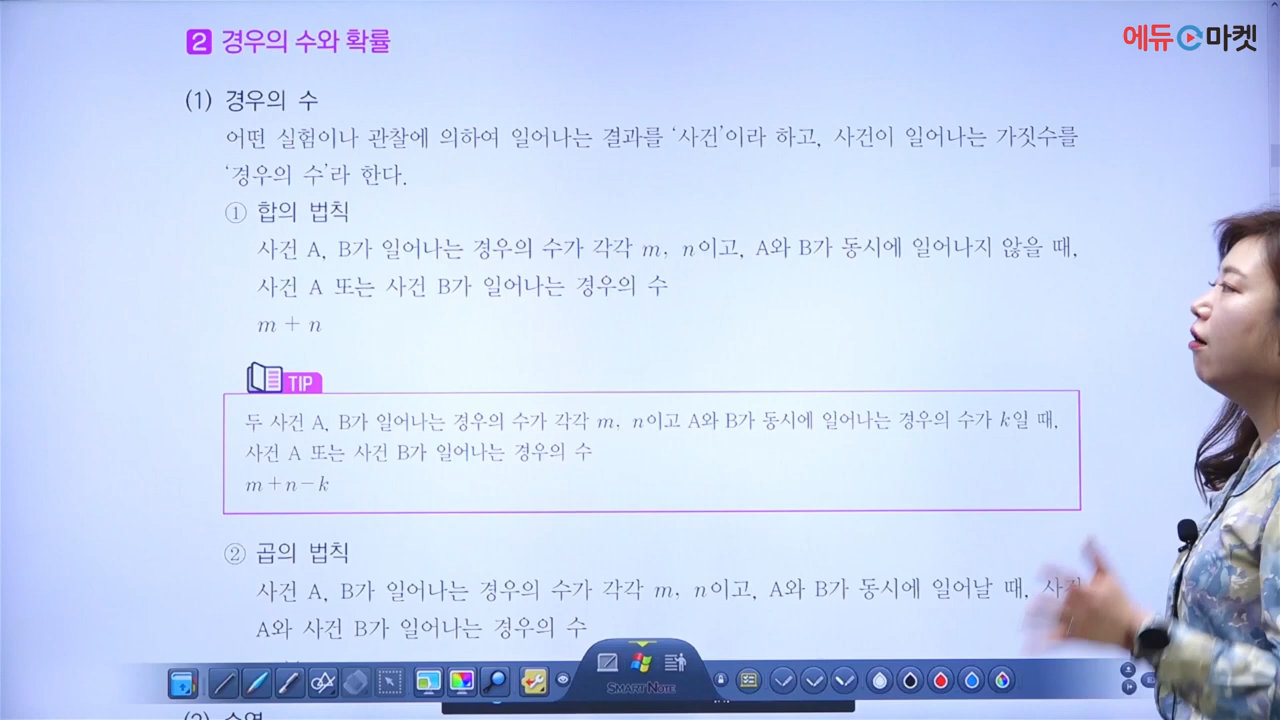 2 경우의 수와 확률
에듀 마켓
(1) 경우의 수
어떤 실험이나 관찰에 의하여 일어나는 결과를 ‘사건’이라 하고, 사건이 일어나는 가짓수를
‘경우의 수’라 한다.
① 합의 법칙
사건 A, B가 일어나는 경우의 수가 각각 m, n이고, A와 B가 동시에 일어나지 않을 때,
사건 A 또는 사건 B가 일어나는 경우의 수
m + n
TIP
두 사건 A, B가 일어나는 경우의 수가 각각 m, n이고 A와 B가 동시에 일어나는 경우의 수가 k일 때,
사건 A 또는 사건 B가 일어나는 경우의 수
m+n−k
② 곱의 법칙
사건 A, B가 일어나는 경우의 수가 각각 m, n이고, A와 B가 동시에 일어날 때, 사건
A와 사건 B가 일어나는 경우의 수
SMART NOTE